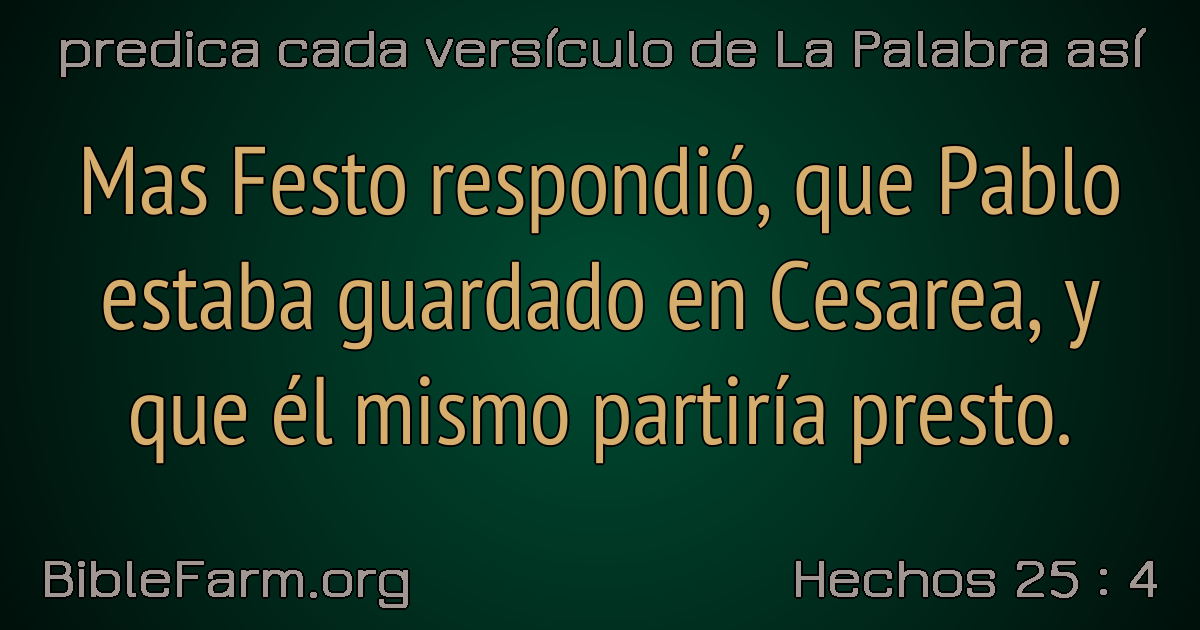 predica cada versículo de La Palabra así
Mas Festo respondió, que Pablo
estaba guardado en Cesarea, y
que él mismo partiría presto.
BibleFarm.org
Hechos 25 : 4